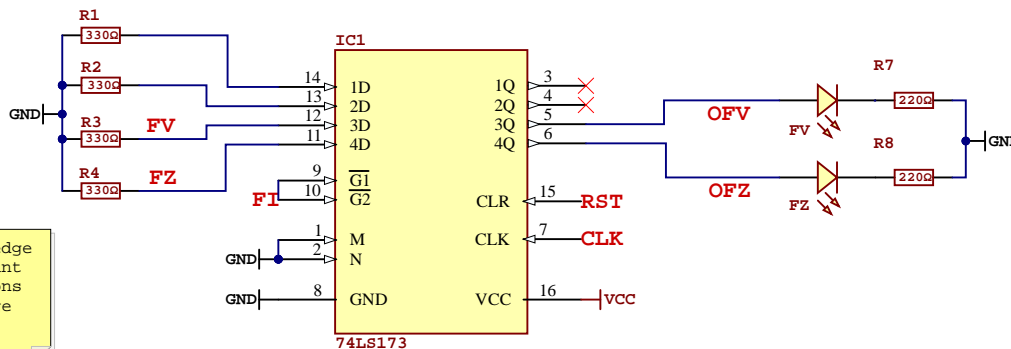 R1
330Ω
R2
330Ω
R3
330Ω
R4
330Ω
GND
FV
FZ
FI
GND
GND
IC1
14 1D
13 2D
12 3D
11 4D
9 G1
10 G2
1 M
2 N
8 GND
1Q 3
2Q 4
3Q 5
4Q 6
CLR 15 RST
CLK 7 CLK
VCC 16 VCC
74LS173
OFV
OFZ
FV
FZ
R7
220Ω
R8
220Ω
GN
edge
nt
ons
e